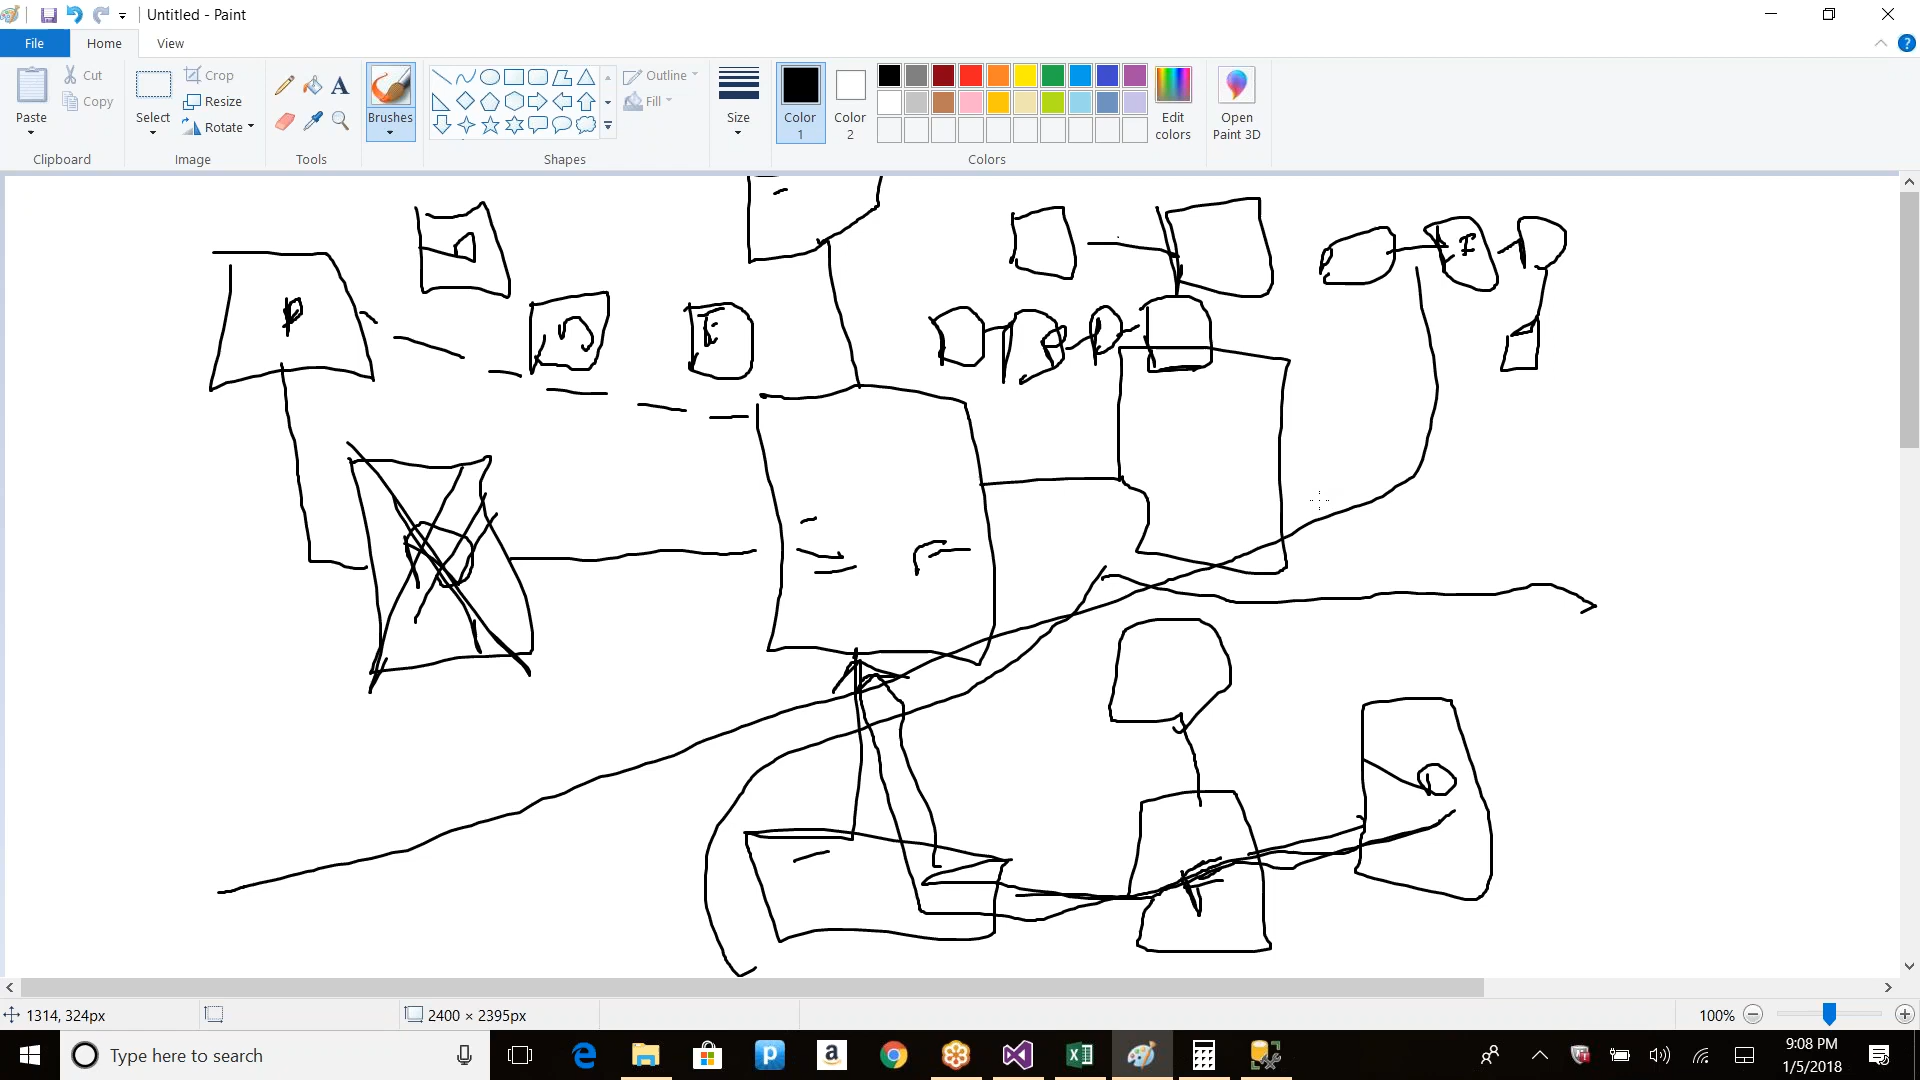 Untitled - Paint
File
Home
View
Paste
Cut
Copy
Clipboard
Select
Crop
Resize
Rotate
Image
Tools
Brushes
Outline
Fill
Shapes
Size
Color
1
Color
2
Colors
Edit
colors
Open
Paint 3D
P
E
I
1314, 324px
2400 × 2395px
100%
Type here to search
9:08 PM
1/5/2018